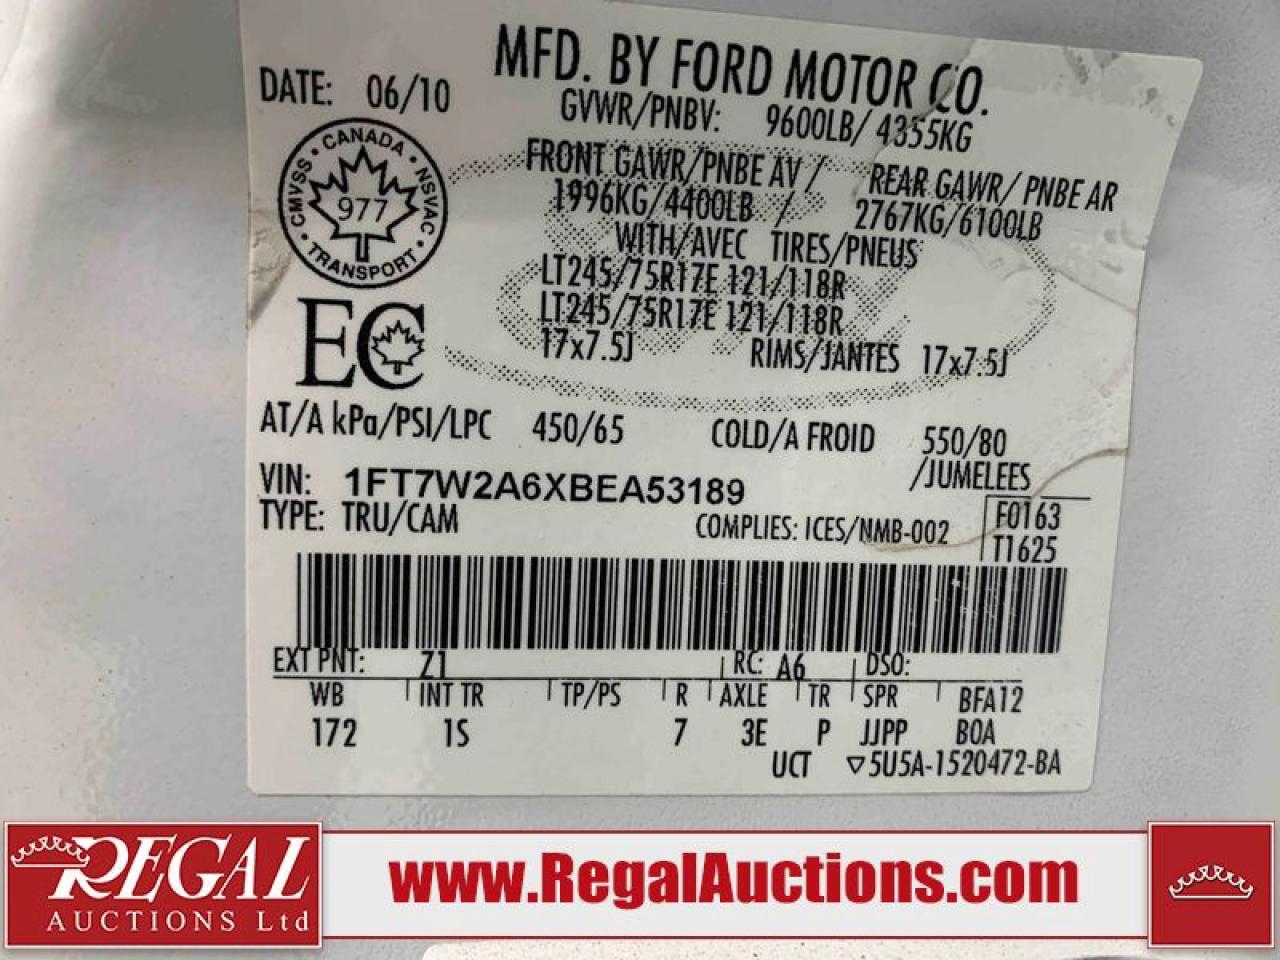 MFD. BY FORD MOTOR CO.
DATE: 06/10
GVWR/PNBV: 9600LB/ 4355KG
FRONT GAWR/PNBE AV / REAR GAWR/ PNBE AR
1996KG/4400LB / 2767KG/6100LB
WITH/AVEC TIRES/PNEUS
LT245/75R17E 121/118R
LT245/75R17E 121/118R
17x7.5J RIMS/JANTES 17x7.5J
CANADA • NSVAC • TRANSPORT • CMVSS •
977
EC
AT/A kPa/PSI/LPC 450/65 COLD/A FROID 550/80
/JUMELEES
VIN: 1FT7W2A6XBEA53189
TYPE: TRU/CAM COMPLIES: ICES/NMB-002
F0163
T1625
EXT PNT: Z1 RC: A6 DSO:
WB INT TR TP/PS R AXLE TR SPR BFA12
172 1S 7 3E P JJPP BOA
UCT ▽5U5A-1520472-BA
REGAL
AUCTIONS Ltd
www.RegalAuctions.com